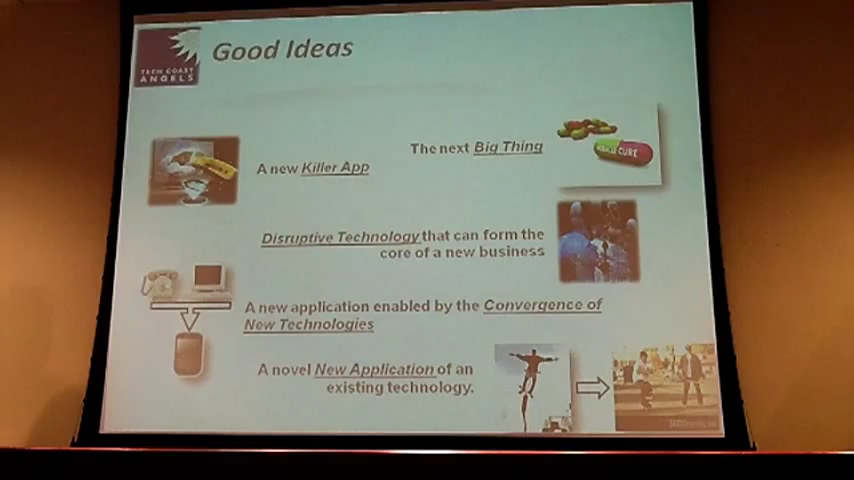 TECH COAST
ANGELS
Good Ideas
The next Big Thing
CURE
A new Killer App
Disruptive Technology that can form the
core of a new business
A new application enabled by the Convergence of
New Technologies
A novel New Application of an
existing technology.